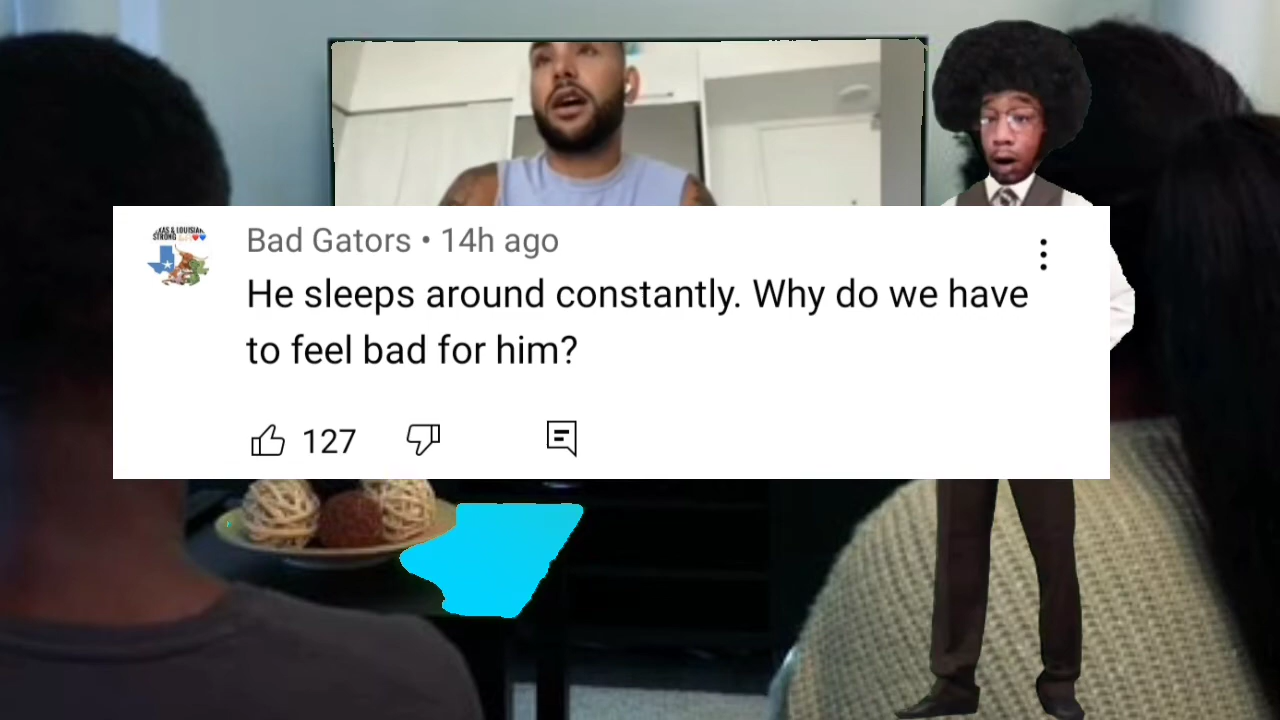 Bad Gators • 14h ago
He sleeps around constantly. Why do we have
to feel bad for him?
127